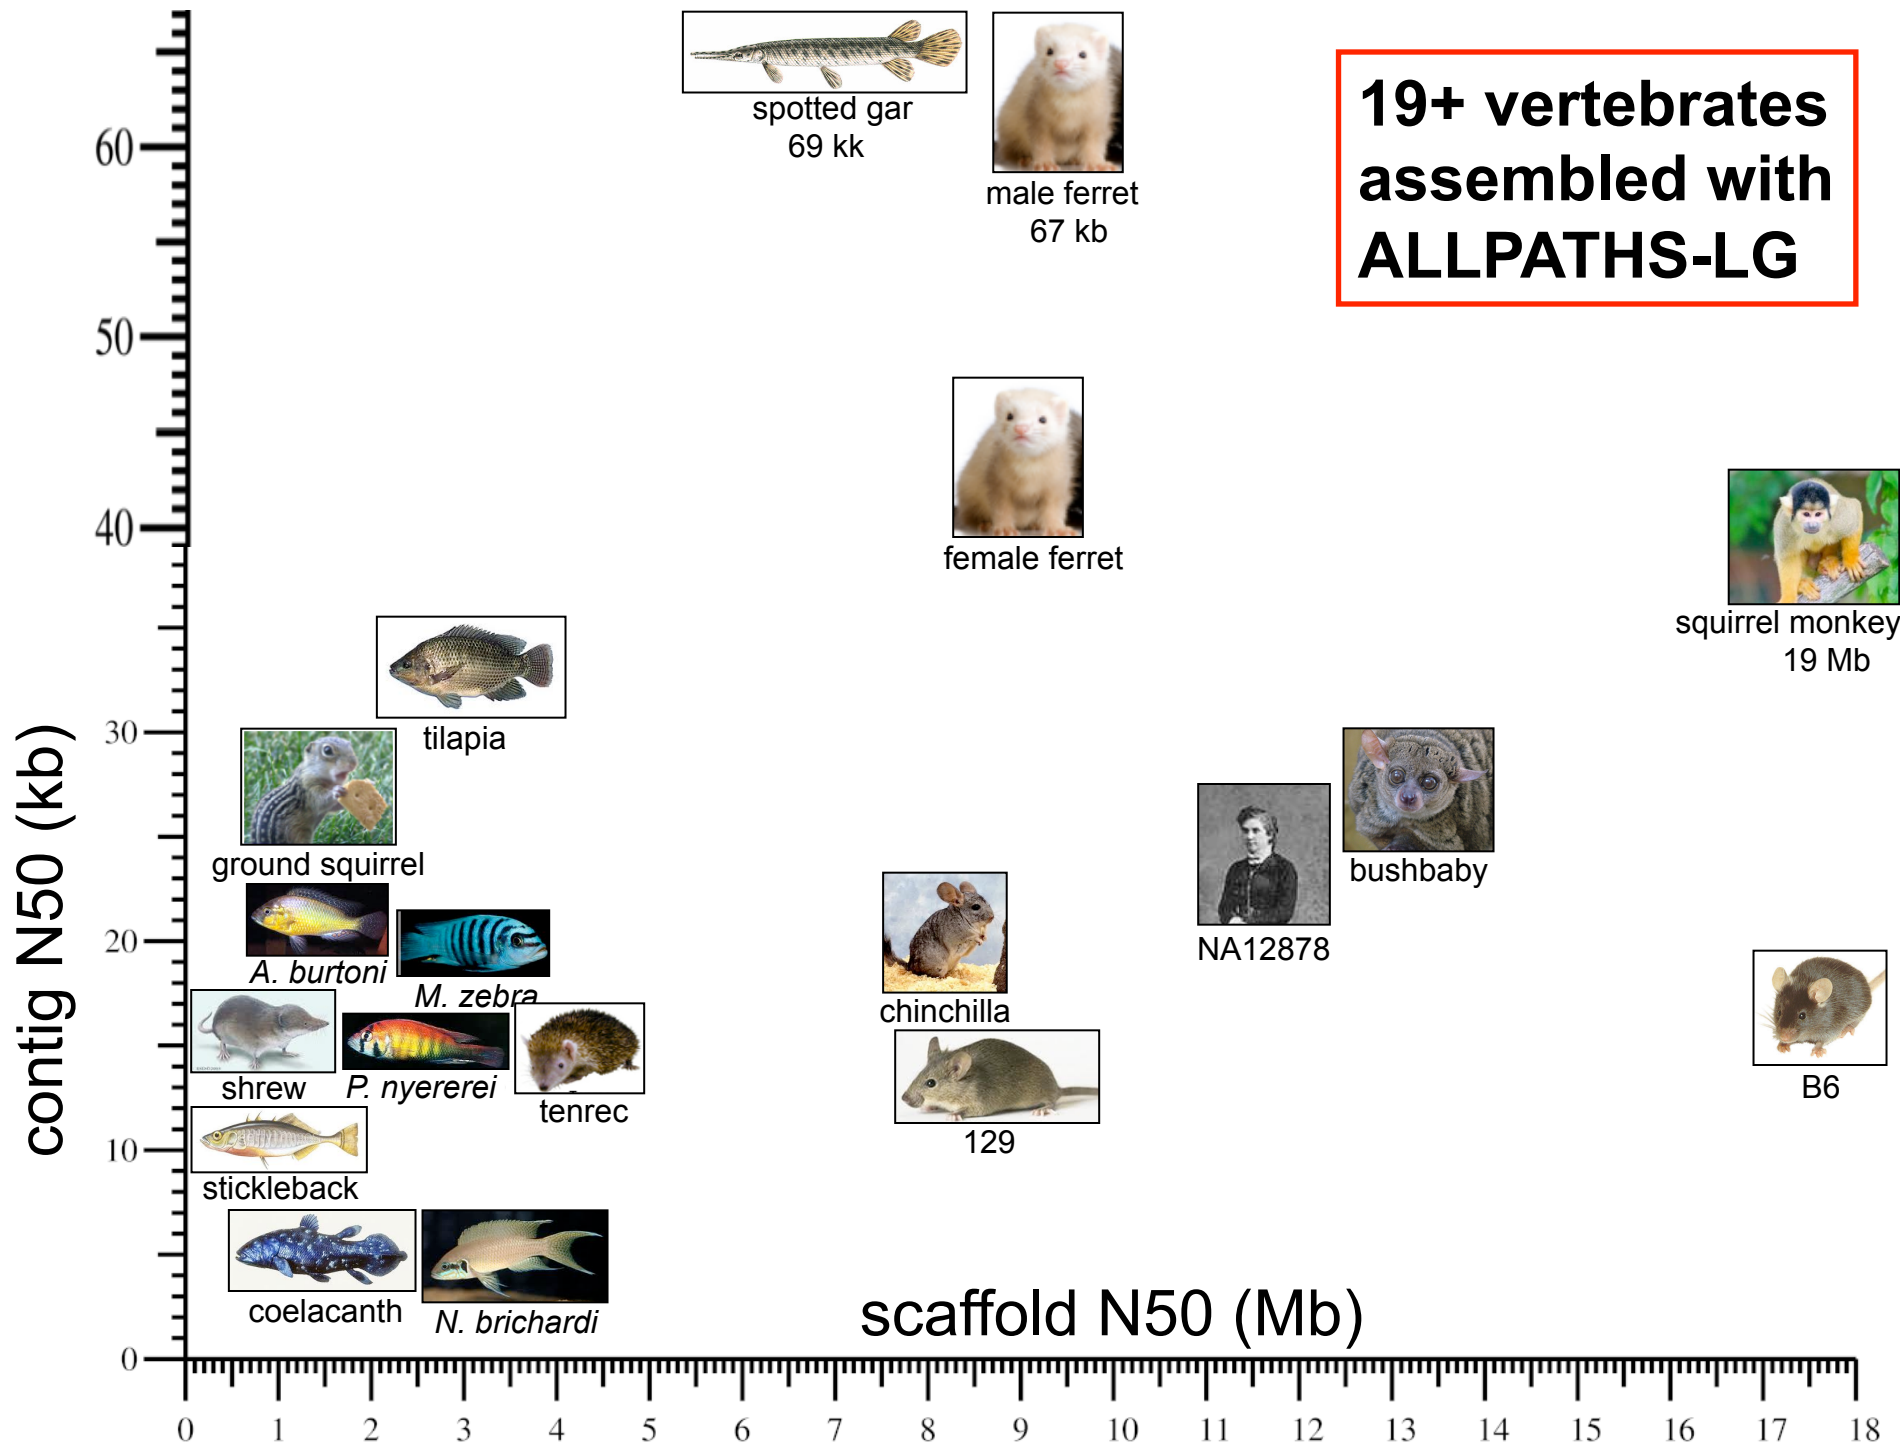 spotted gar
69 kk
male ferret
67 kb
19+ vertebrates
assembled with
ALLPATHS-LG
60
50
female ferret
40
squirrel monkey
19 Mb
tilapia
30
ground squirrel
bushbaby
NA12878
contig N50 (kb)
20
A. burtoni
M. zebra
chinchilla
shrew
P. nyererei
tenrec
B6
129
10
stickleback
coelacanth
N. brichardi
scaffold N50 (Mb)
0
0 1 2 3 4 5 6 7 8 9 10 11 12 13 14 15 16 17 18